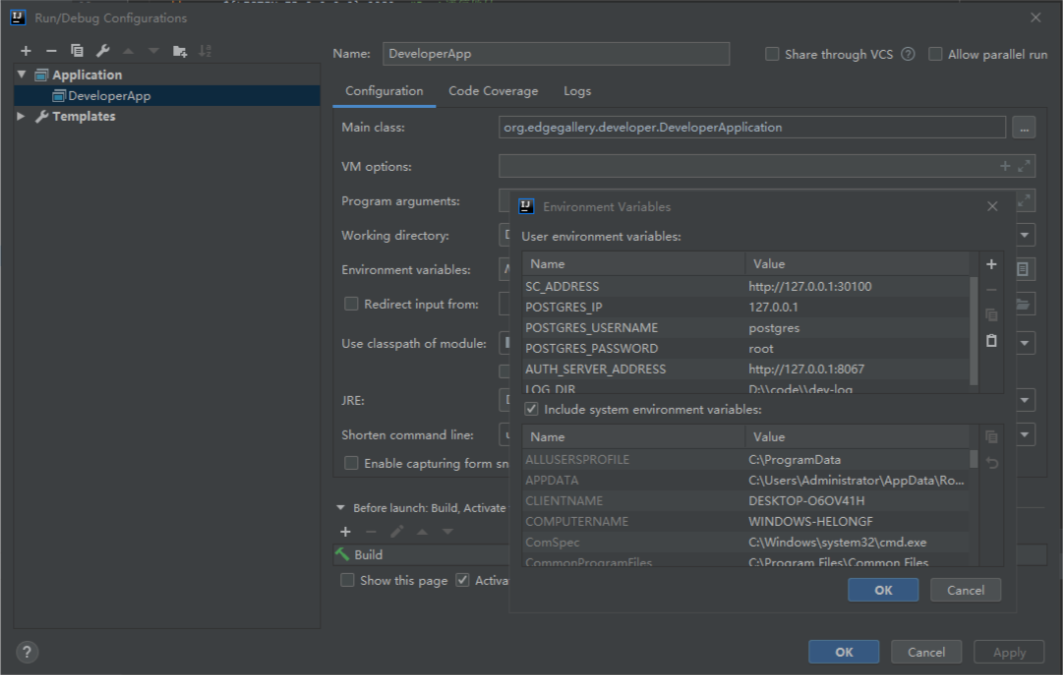 Run/Debug Configurations
Name: DeveloperApp Share through VCS ? Allow parallel run
Application
DeveloperApp
Templates
Configuration Code Coverage Logs
Main class: org.edgegallery.developer.DeveloperApplication ...
VM options:
Program arguments:
Working directory:
Environment variables:
Redirect input from:
Use classpath of module:
JRE:
Shorten command line:
Enable capturing form sn
Before launch: Build, Activate
Build
Show this page Activa
Environment Variables
User environment variables:
Name Value
SC_ADDRESS http://127.0.0.1:30100
POSTGRES_IP 127.0.0.1
POSTGRES_USERNAME postgres
POSTGRES_PASSWORD root
AUTH_SERVER_ADDRESS http://127.0.0.1:8067
LOG_DIR D:\\code\\dev-log
Include system environment variables:
Name Value
ALLUSERSPROFILE C:\ProgramData
APPDATA C:\Users\Administrator\AppData\Ro...
CLIENTNAME DESKTOP-O6OV41H
COMPUTERNAME WINDOWS-HELONGF
ComSpec C:\Windows\system32\cmd.exe
CommonProgramFiles C:\Program Files\Common Files
OK Cancel
? OK Cancel Apply